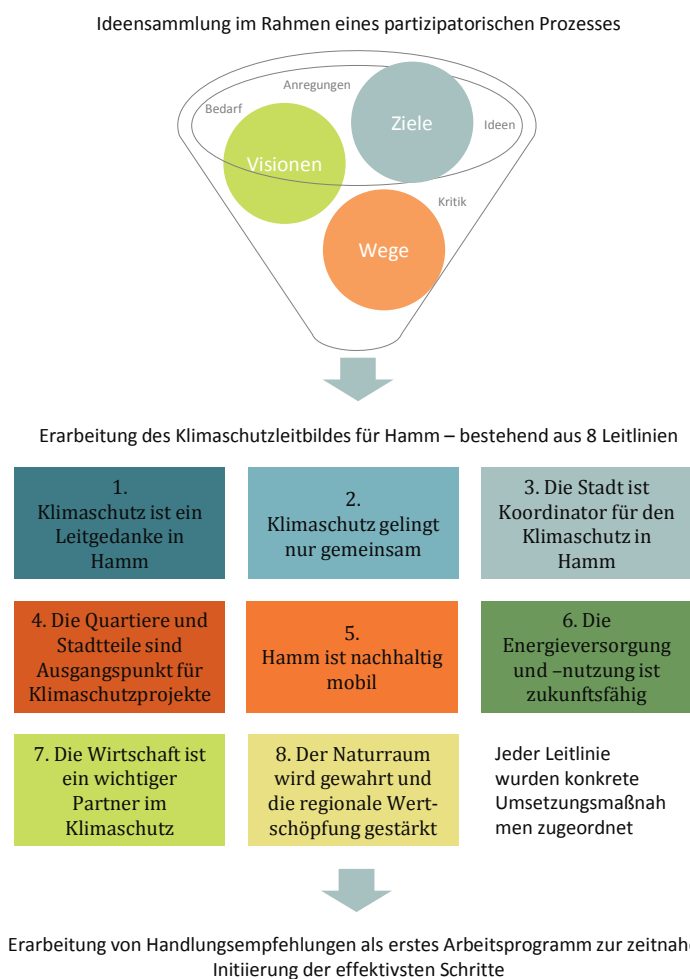 Ideensammlung im Rahmen eines partizipatorischen Prozesses
Anregungen
Bedarf
Ziele
Ideen
Visionen
Kritik
Wege
Erarbeitung des Klimaschutzleitbildes für Hamm – bestehend aus 8 Leitlinien
1.
Klimaschutz ist ein
Leitgedanke in
Hamm
2.
Klimaschutz gelingt
nur gemeinsam
3. Die Stadt ist
Koordinator für den
Klimaschutz in
Hamm
4. Die Quartiere und
Stadtteile sind
Ausgangspunkt für
Klimaschutzprojekte
5.
Hamm ist nachhaltig
mobil
6. Die
Energieversorgung
und –nutzung ist
zukunftsfähig
7. Die Wirtschaft ist
ein wichtiger
Partner im
Klimaschutz
8. Der Naturraum
wird gewahrt und
die regionale Wert-
schöpfung gestärkt
Jeder Leitlinie
wurden konkrete
Umsetzungsmaßnah
men zugeordnet
Erarbeitung von Handlungsempfehlungen als erstes Arbeitsprogramm zur zeitnahe
Initiierung der effektivsten Schritte